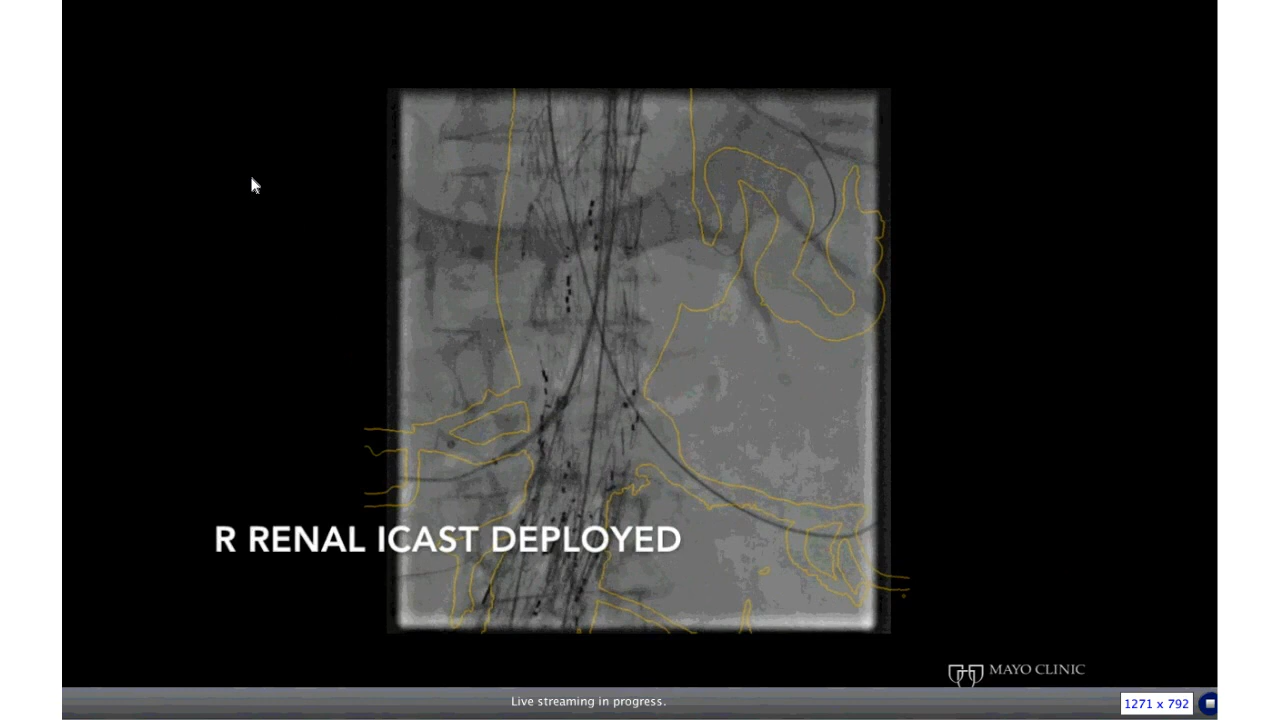 R RENAL ICAST DEPLOYED
MAYO CLINIC
Live streaming in progress.
1271 x 792